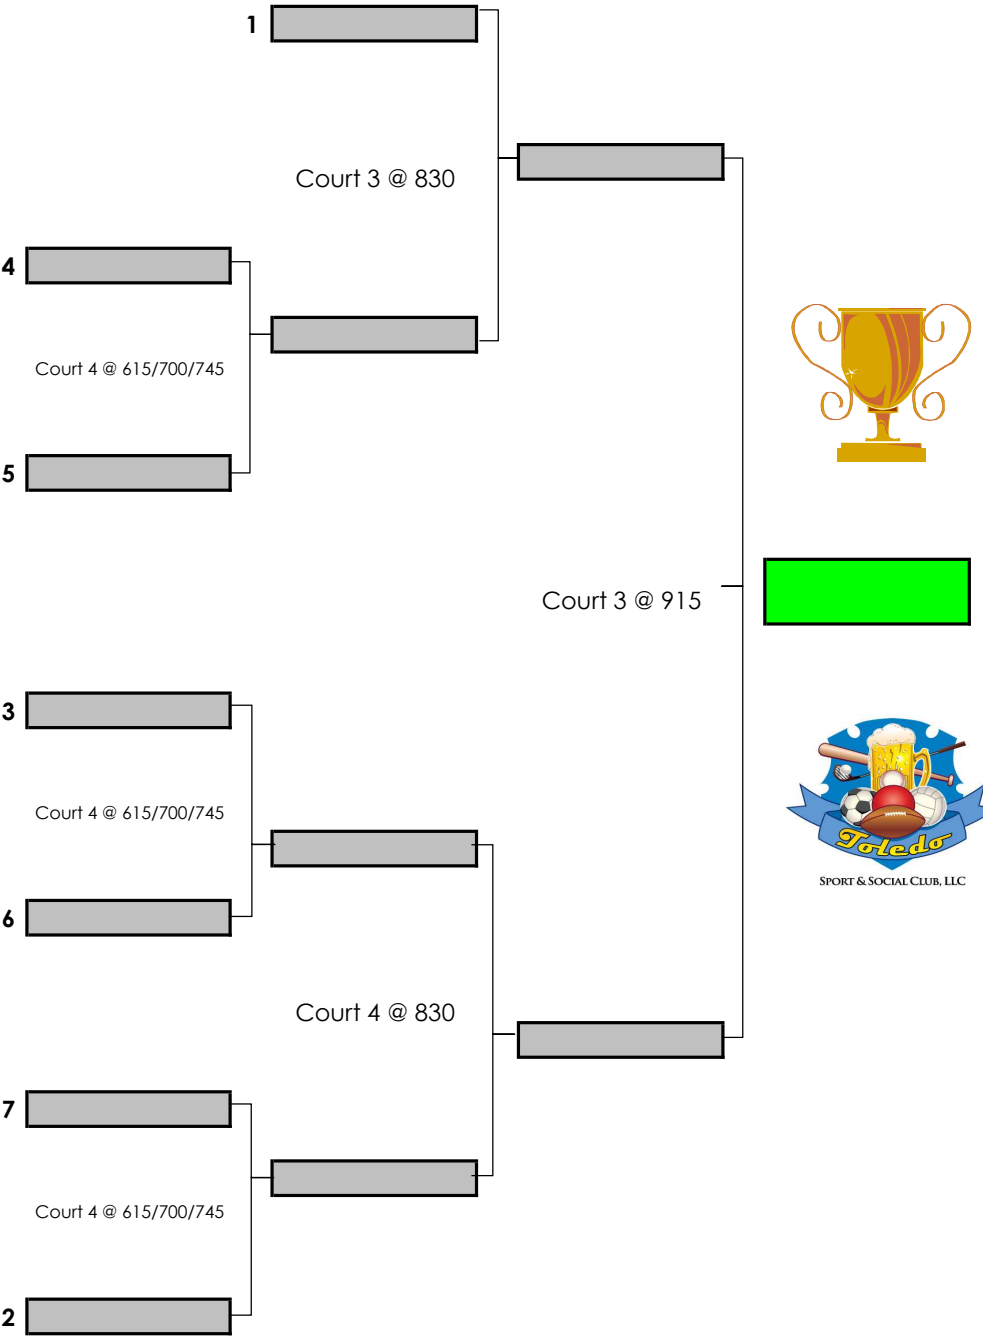 1
Court 3 @ 830
4
Court 4 @ 615/700/745
5
Court 3 @ 915
3
Court 4 @ 615/700/745
Toledo
SPORT & SOCIAL CLUB, LLC
6
Court 4 @ 830
7
Court 4 @ 615/700/745
2